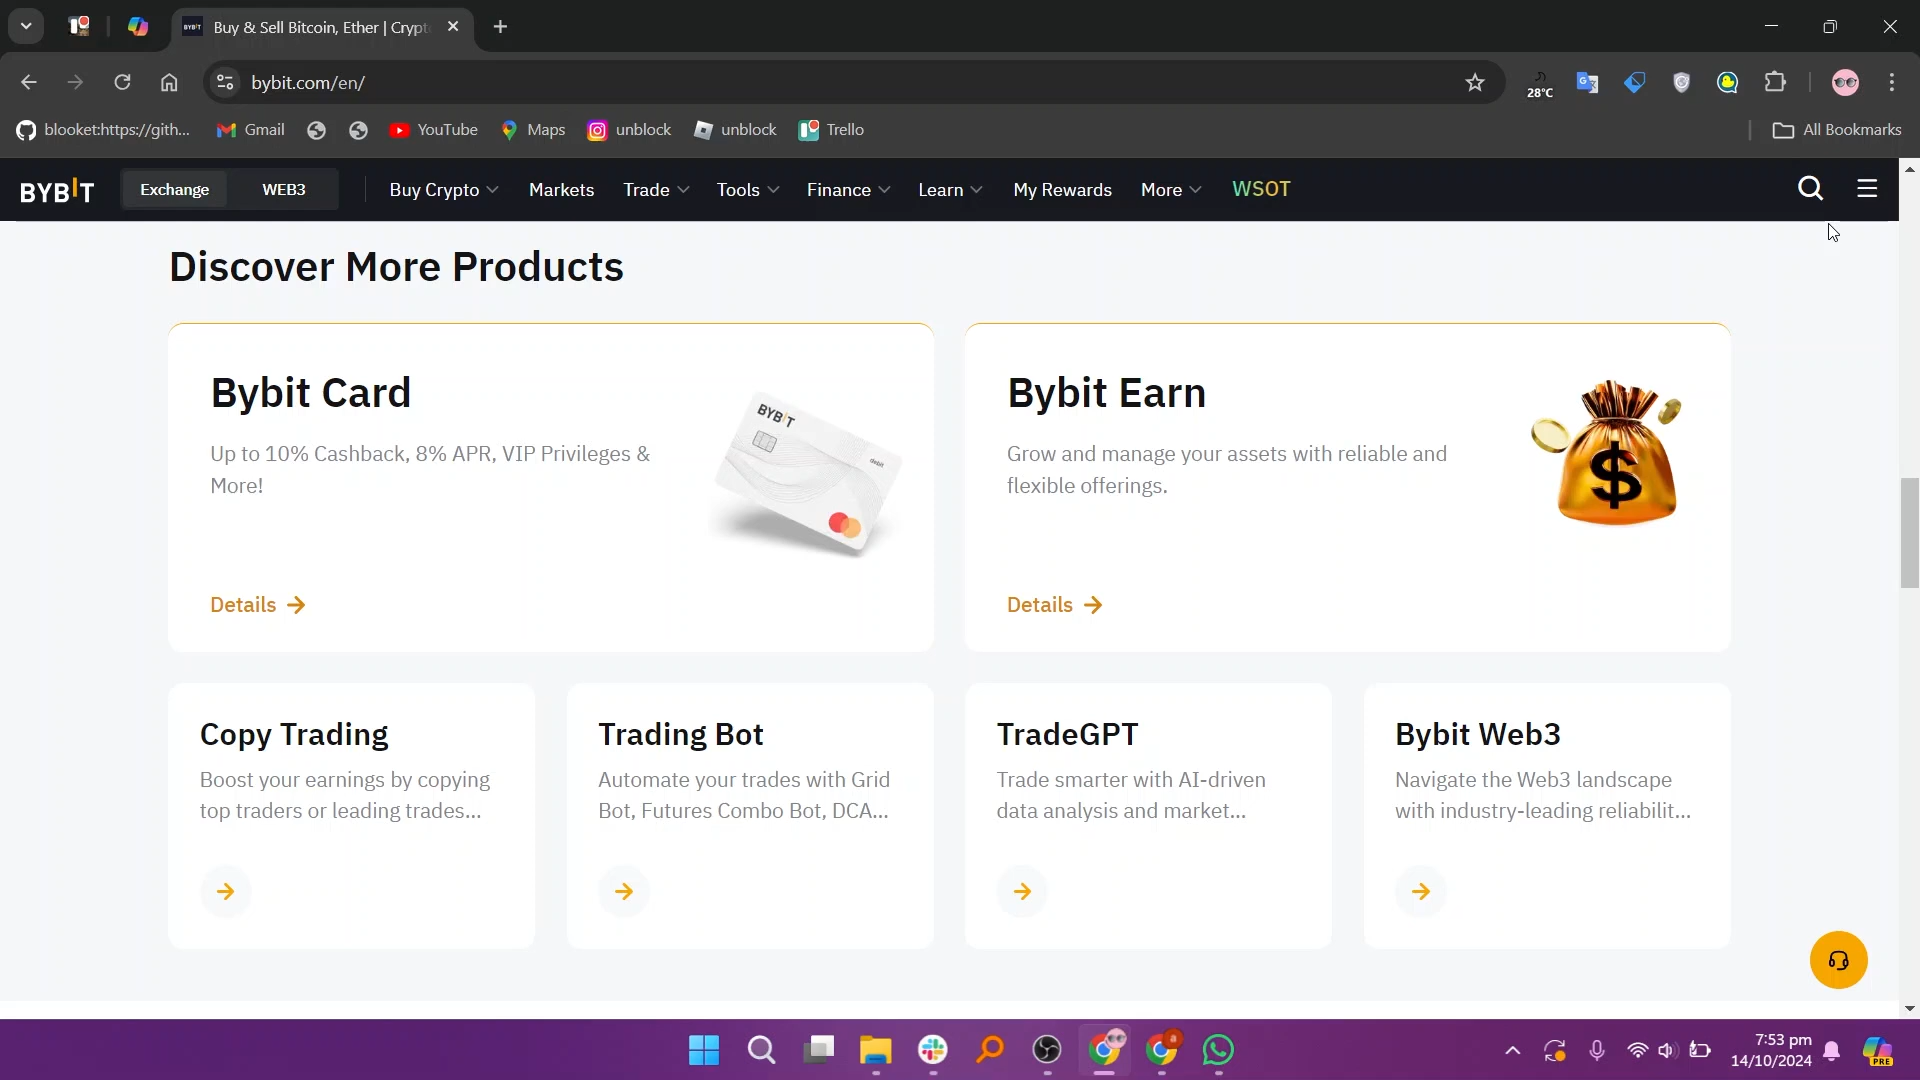 BYBIT
Buy & Sell Bitcoin, Ether | Crypt
bybit.com/en/
28°C
blooket:https://gith...
Gmail
YouTube
Maps
unblock
unblock
Trello
All Bookmarks
BYBIT
Exchange
WEB3
Buy Crypto
Markets
Trade
Tools
Finance
Learn
My Rewards
More
WSOT
Discover More Products
Bybit Card
Up to 10% Cashback, 8% APR, VIP Privileges &
More!
BYBIT
debit
Details
Bybit Earn
Grow and manage your assets with reliable and
flexible offerings.
$
Details
Copy Trading
Boost your earnings by copying
top traders or leading trades...
Trading Bot
Automate your trades with Grid
Bot, Futures Combo Bot, DCA...
TradeGPT
Trade smarter with AI-driven
data analysis and market...
Bybit Web3
Navigate the Web3 landscape
with industry-leading reliabilit...
7:53 pm
14/10/2024
PRE